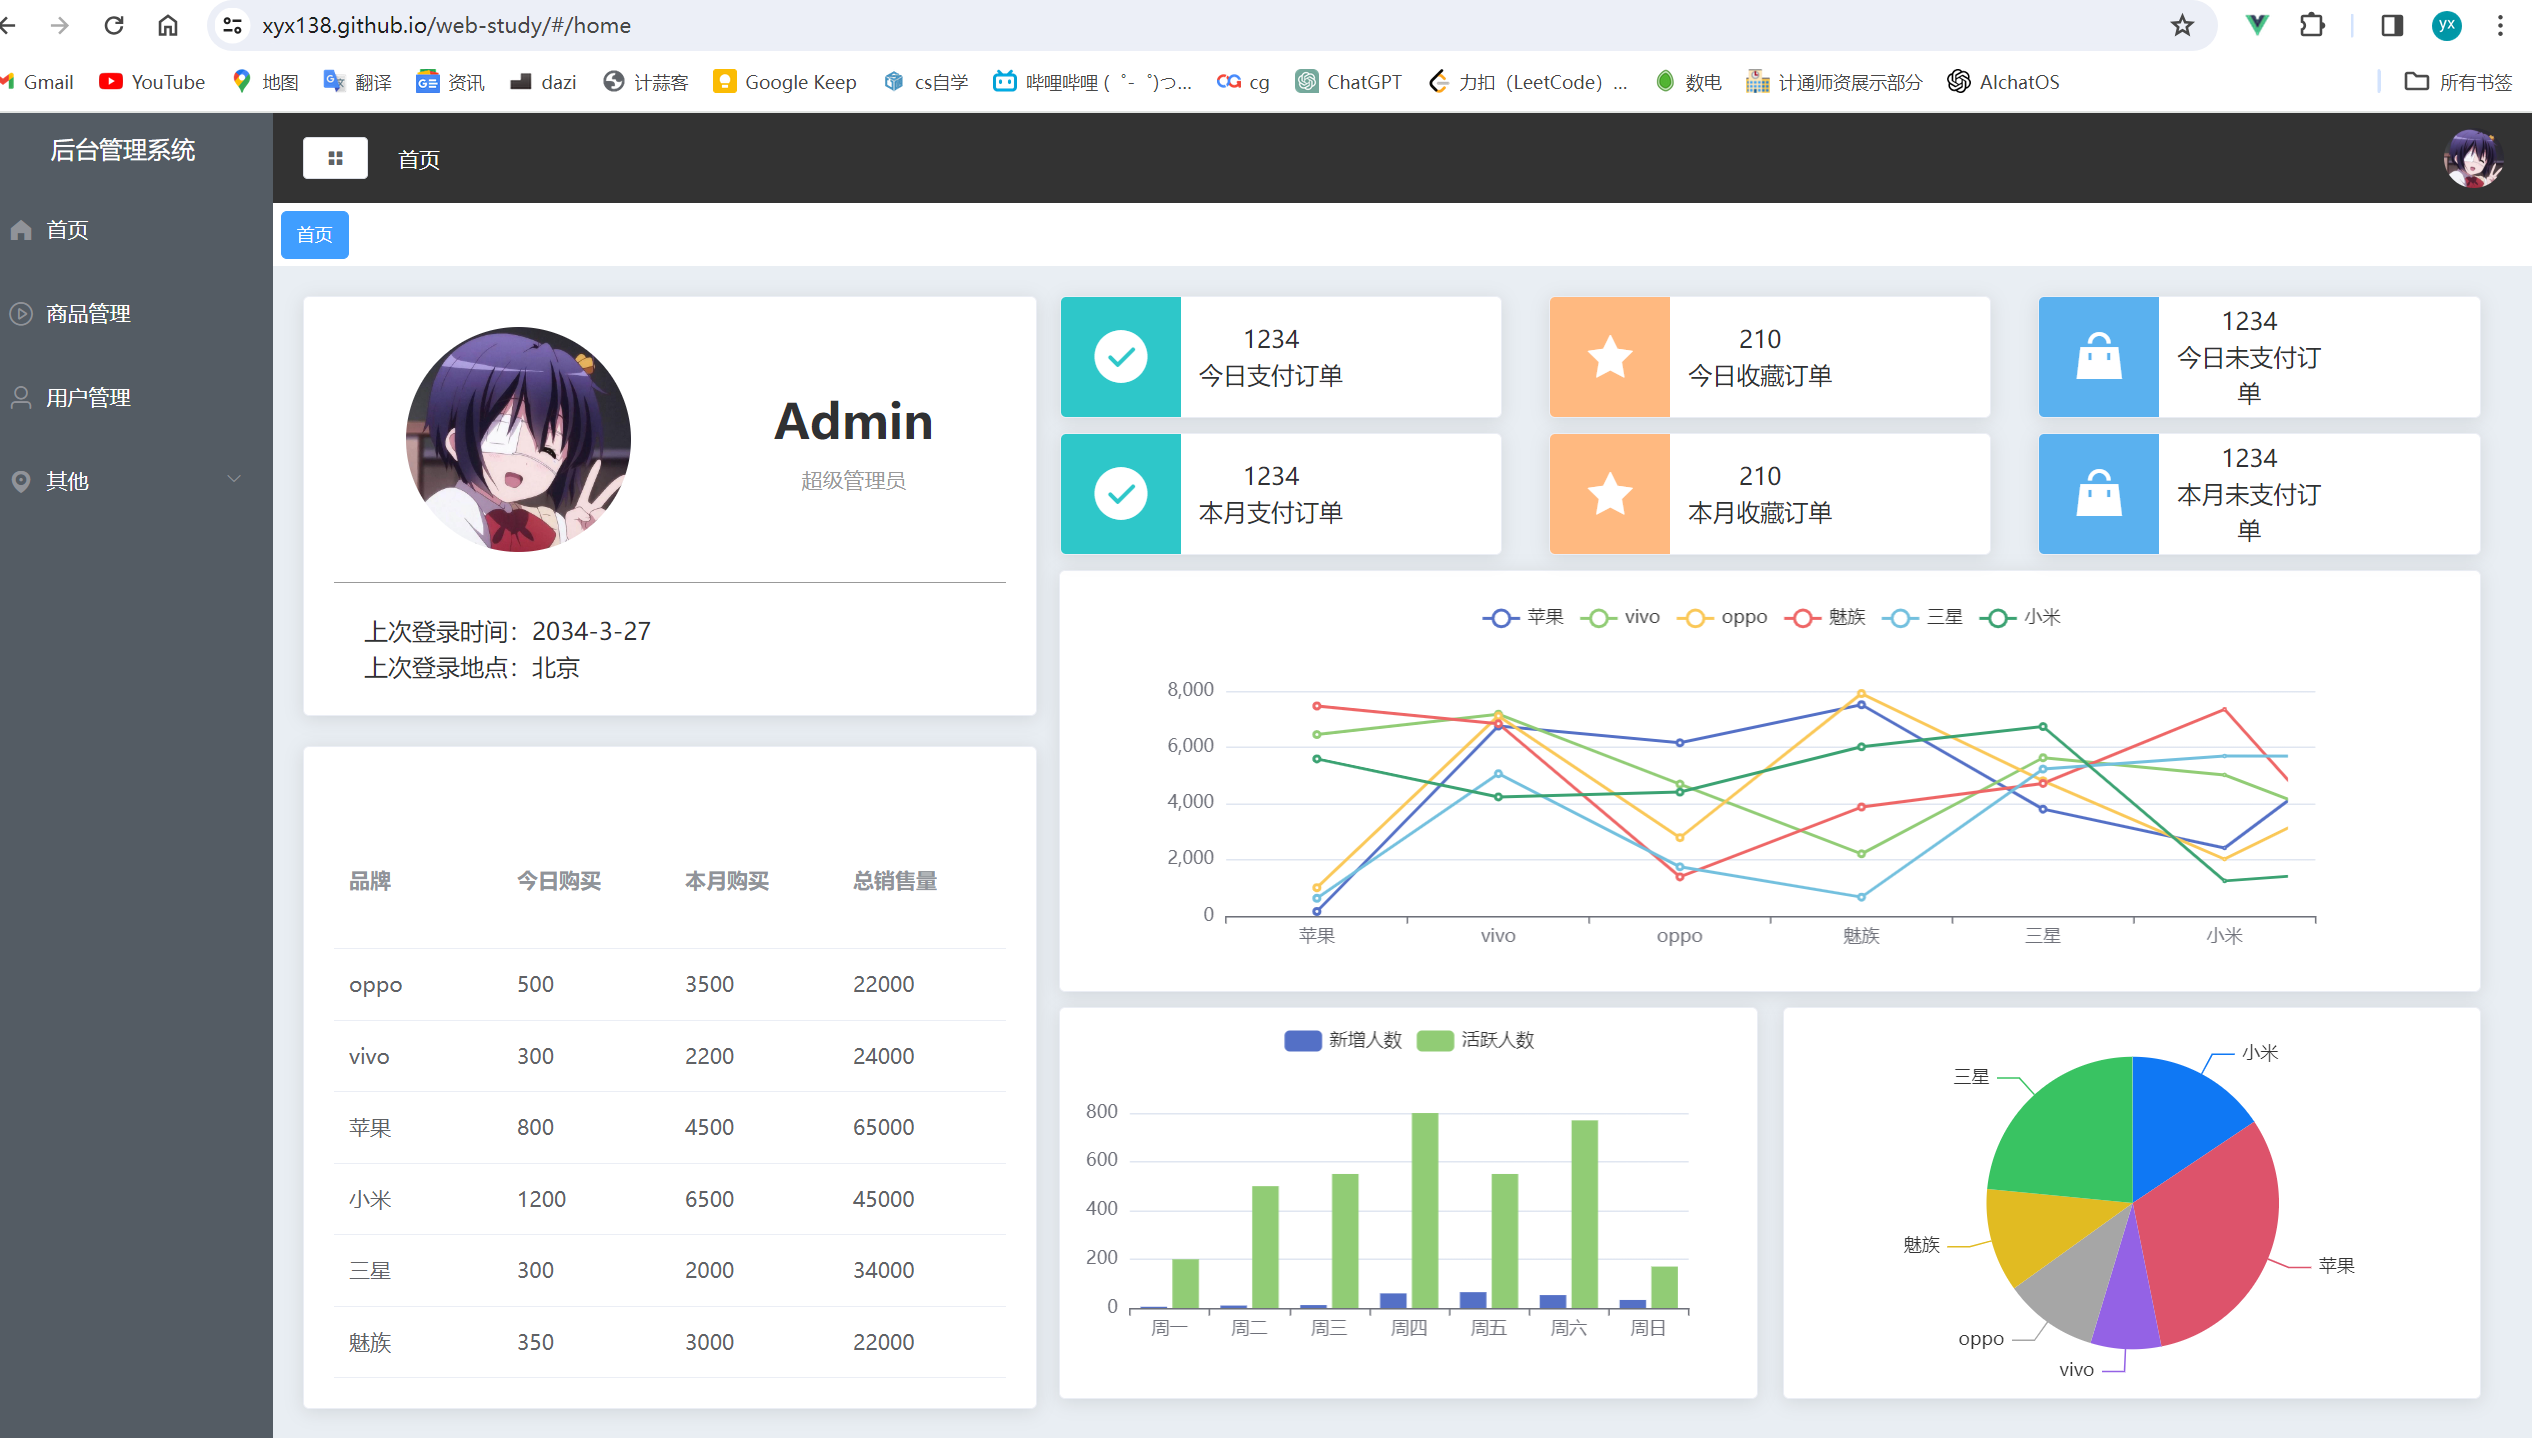 xyx138.github.io/web-study/#/home
yx
Gmail YouTube 地图 翻译 资讯 dazi 计蒜客 Google Keep cs自学 哔哩哔哩 ( ゜- ゜)つ... cg ChatGPT 力扣（LeetCode）... 数电 计通师资展示部分 AIchatOS 所有书签
后台管理系统
首页
商品管理
用户管理
其他
首页
首页
Admin
超级管理员
上次登录时间：2034-3-27
上次登录地点：北京
1234
今日支付订单
210
今日收藏订单
1234
今日未支付订
单
1234
本月支付订单
210
本月收藏订单
1234
本月未支付订
单
品牌 今日购买 本月购买 总销售量
oppo 500 3500 22000
vivo 300 2200 24000
苹果 800 4500 65000
小米 1200 6500 45000
三星 300 2000 34000
魅族 350 3000 22000
苹果 vivo oppo 魅族 三星 小米
8,000
6,000
4,000
2,000
0
苹果 vivo oppo 魅族 三星 小米
新增人数 活跃人数
800
600
400
200
0
周一 周二 周三 周四 周五 周六 周日
小米
三星
魅族
苹果
oppo
vivo